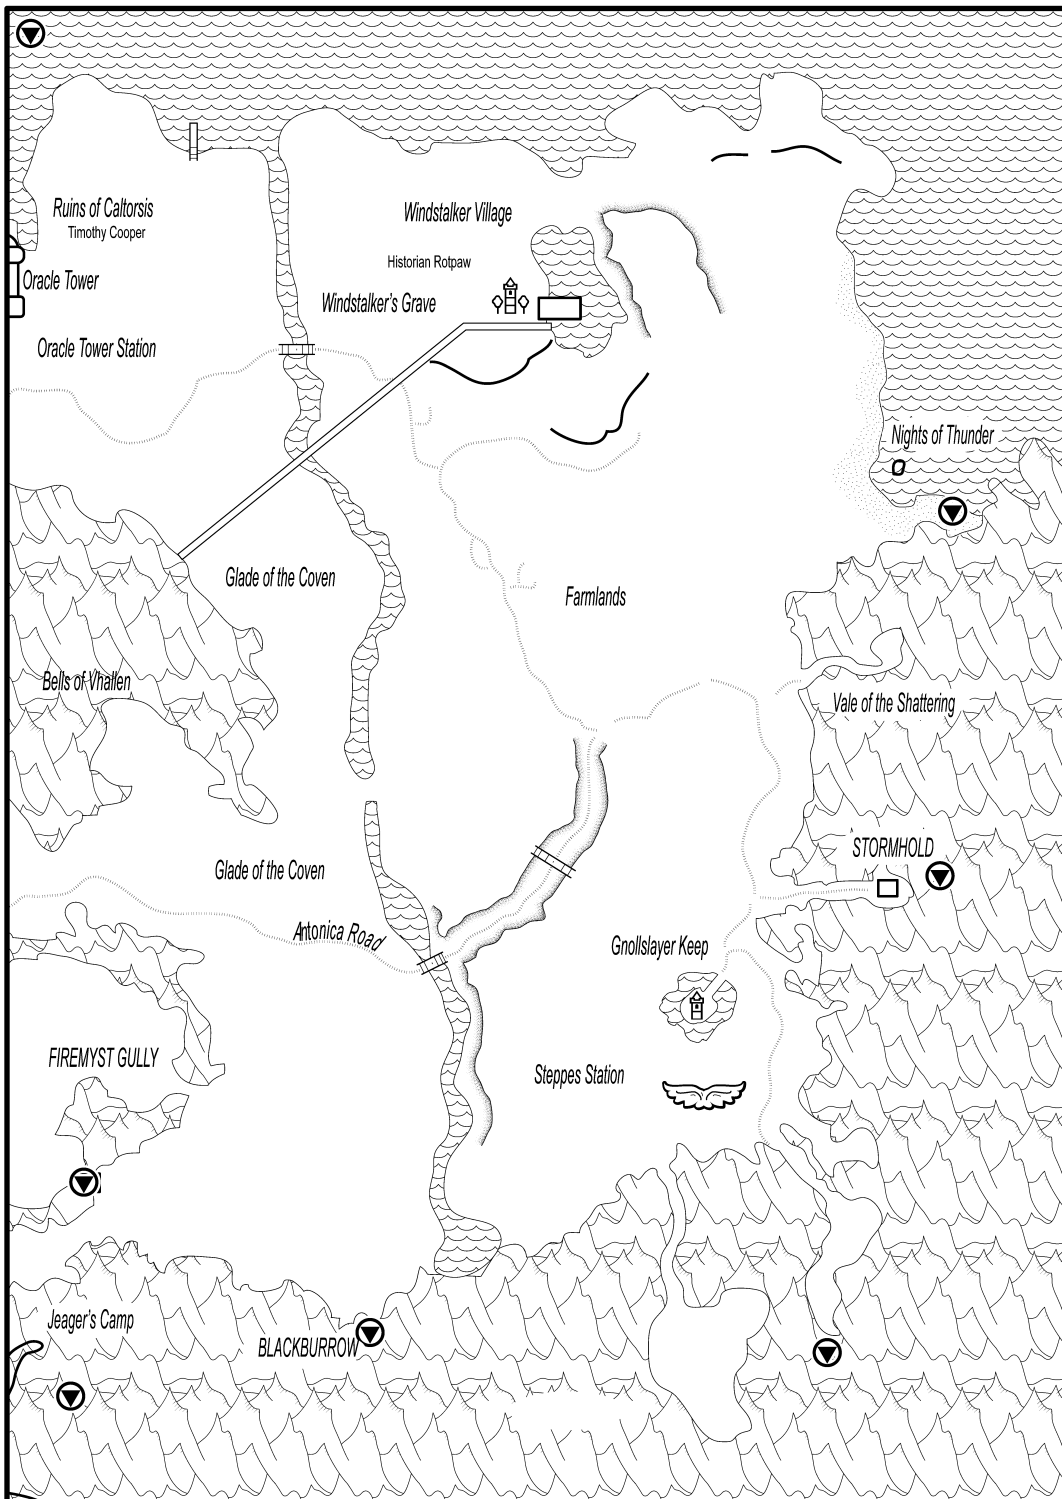 Ruins of Caltorsis
Timothy Cooper
Windstalker Village
Historian Rotpaw
Oracle Tower
Windstalker's Grave
Oracle Tower Station
Nights of Thunder
Glade of the Coven
Farmlands
Bells of Vhallen
Vale of the Shattering
STORMHOLD
Glade of the Coven
Antonica Road
Gnollslayer Keep
FIREMYST GULLY
Steppes Station
Jeager's Camp
BLACKBURROW